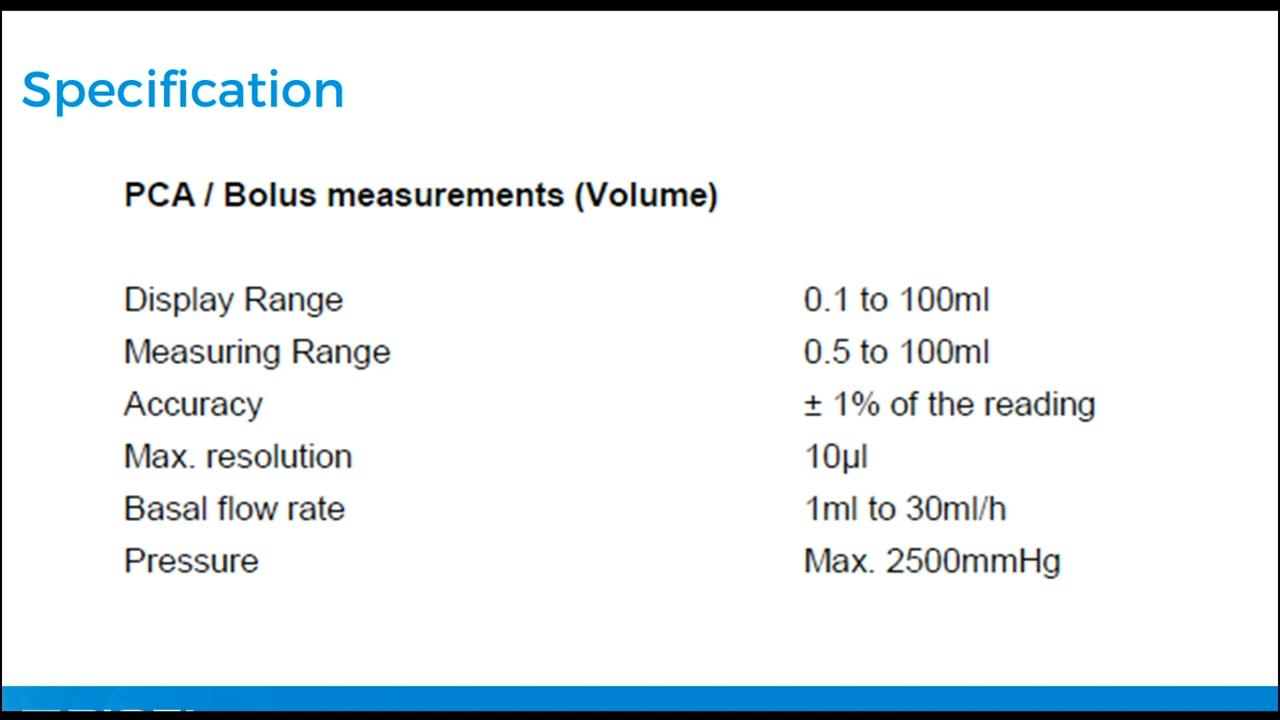 Specification
PCA / Bolus measurements (Volume)
Display Range 0.1 to 100ml
Measuring Range 0.5 to 100ml
Accuracy ± 1% of the reading
Max. resolution 10µl
Basal flow rate 1ml to 30ml/h
Pressure Max. 2500mmHg